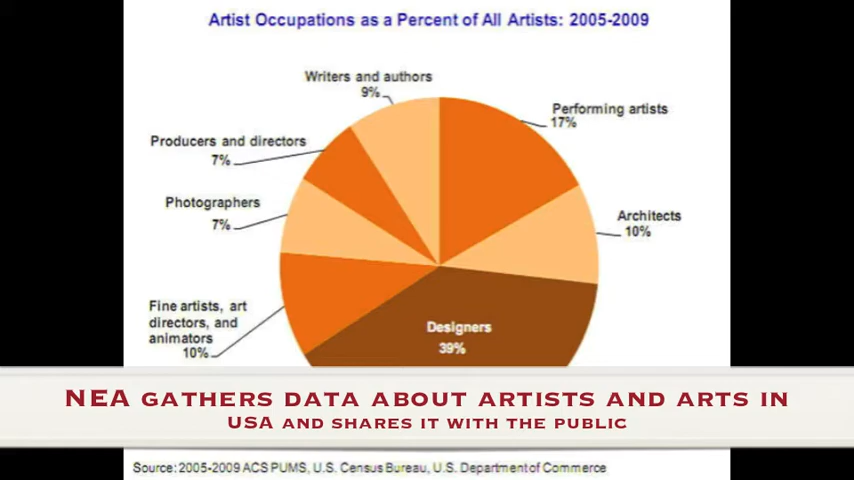 Artist Occupations as a Percent of All Artists: 2005-2009
Writers and authors
9%
Performing artists
17%
Producers and directors
7%
Photographers
7%
Architects
10%
Fine artists, art
directors, and
animators
10%
Designers
39%
NEA GATHERS DATA ABOUT ARTISTS AND ARTS IN
USA AND SHARES IT WITH THE PUBLIC
Source: 2005-2009 ACS PUMS, U.S. Census Bureau, U.S. Department of Commerce